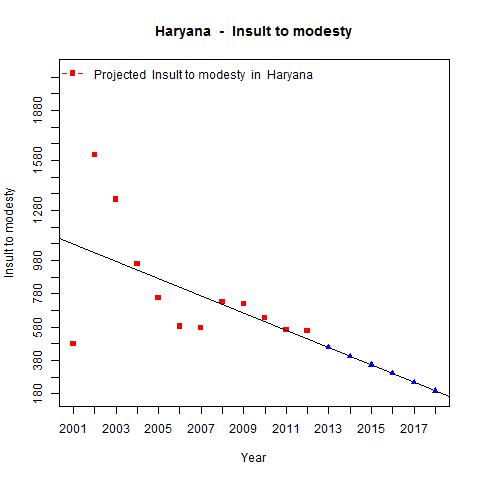 Haryana - Insult to modesty
Projected Insult to modesty in Haryana
Insult to modesty
1880
1580
1280
980
780
580
380
180
2001 2003 2005 2007 2009 2011 2013 2015 2017
Year